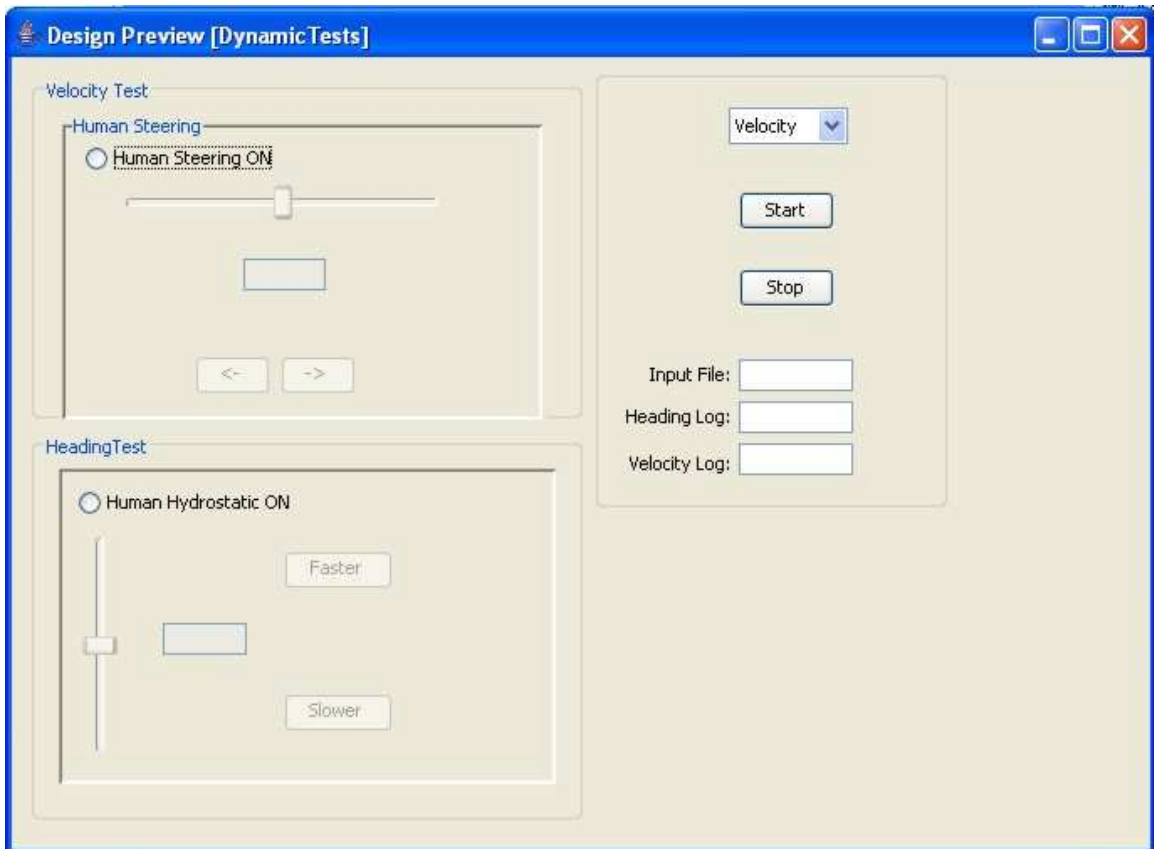 Design Preview [DynamicTests]
Velocity Test
Human Steering
Human Steering ON
<-
->
HeadingTest
Human Hydrostatic ON
Faster
Slower
Velocity
Start
Stop
Input File:
Heading Log:
Velocity Log: